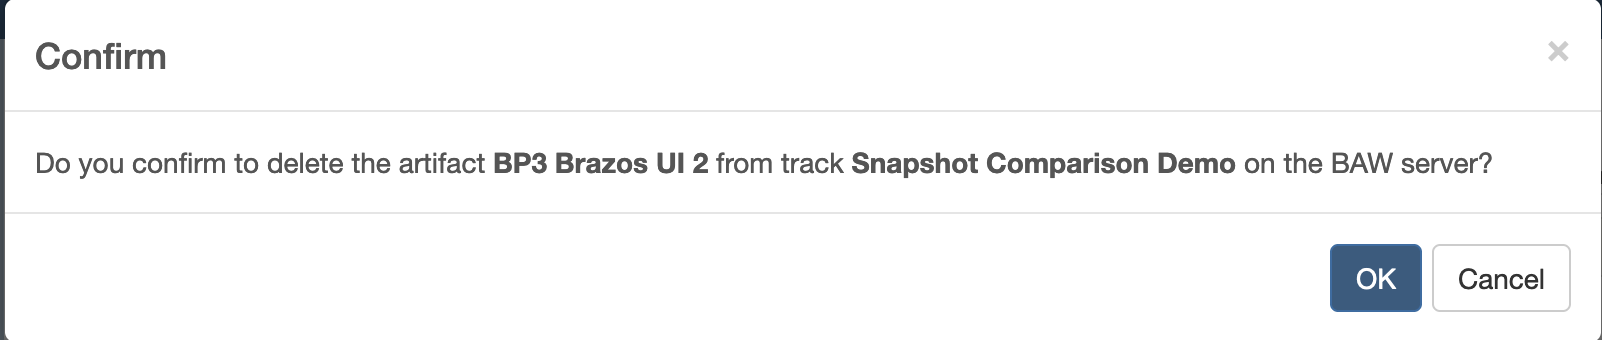 Confirm
×
Do you confirm to delete the artifact BP3 Brazos UI 2 from track Snapshot Comparison Demo on the BAW server?
OK Cancel